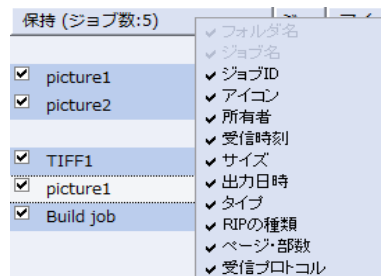 保持 (ジョブ数:5)
picture1
picture2
TIFF1
picture1
Build job
フォルダ名
ジョブ名
ジョブID
アイコン
所有者
受信時刻
サイズ
出力日時
タイプ
RIPの種類
ページ・部数
受信プロトコル